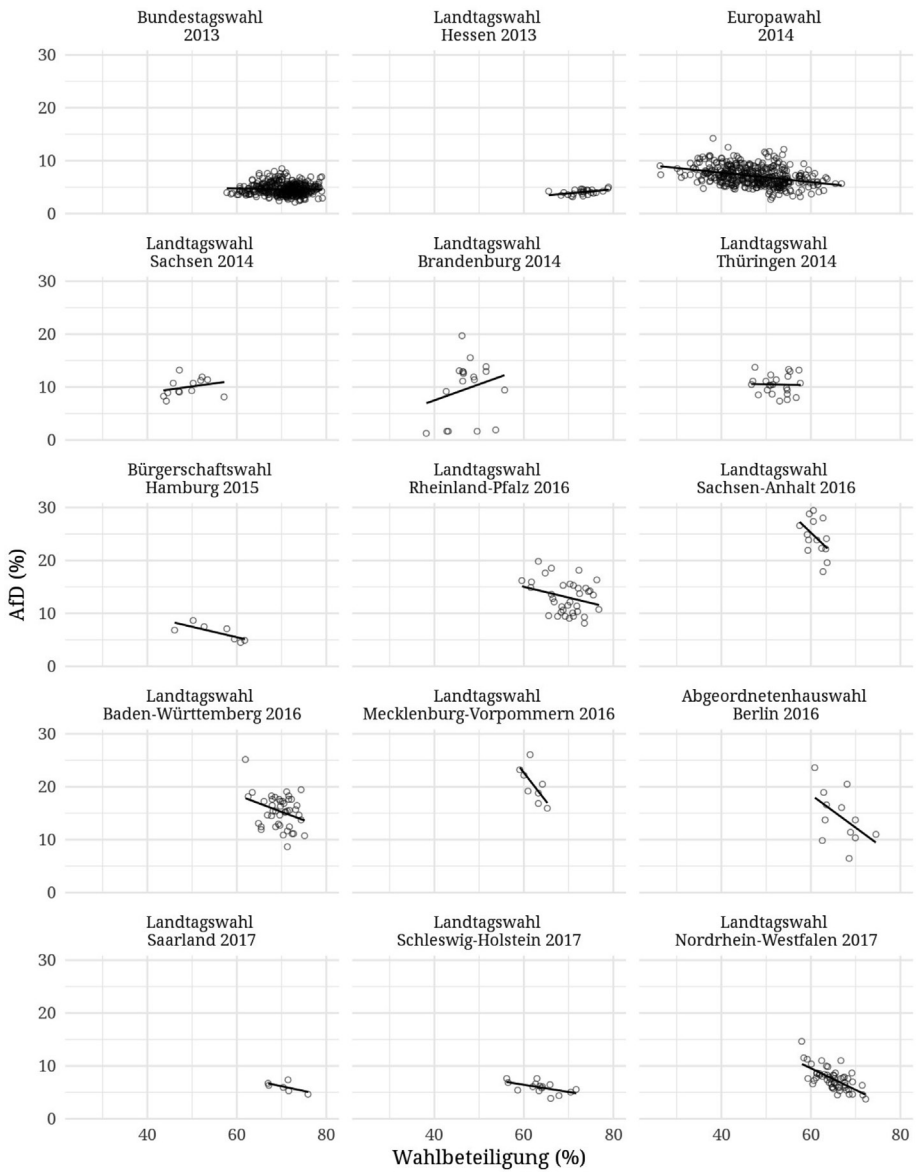 Bundestagswahl
2013
Landtagswahl
Hessen 2013
Europawahl
2014
30
20
10
0
Landtagswahl
Sachsen 2014
Landtagswahl
Brandenburg 2014
Landtagswahl
Thüringen 2014
30
20
10
0
Bürgerschaftswahl
Hamburg 2015
Landtagswahl
Rheinland-Pfalz 2016
Landtagswahl
Sachsen-Anhalt 2016
30
20
10
0
AfD (%)
Landtagswahl
Baden-Württemberg 2016
Landtagswahl
Mecklenburg-Vorpommern 2016
Abgeordnetenhauswahl
Berlin 2016
30
20
10
0
Landtagswahl
Saarland 2017
Landtagswahl
Schleswig-Holstein 2017
Landtagswahl
Nordrhein-Westfalen 2017
30
20
10
0
40 60 80 40 60 80 40 60 80
Wahlbeteiligung (%)